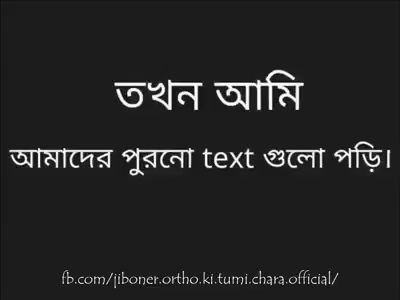 তখন আমি
আমাদের পুরনো text গুলো পড়ি।
fb.com/jiboner.ortho.ki.tumi.chara.official/